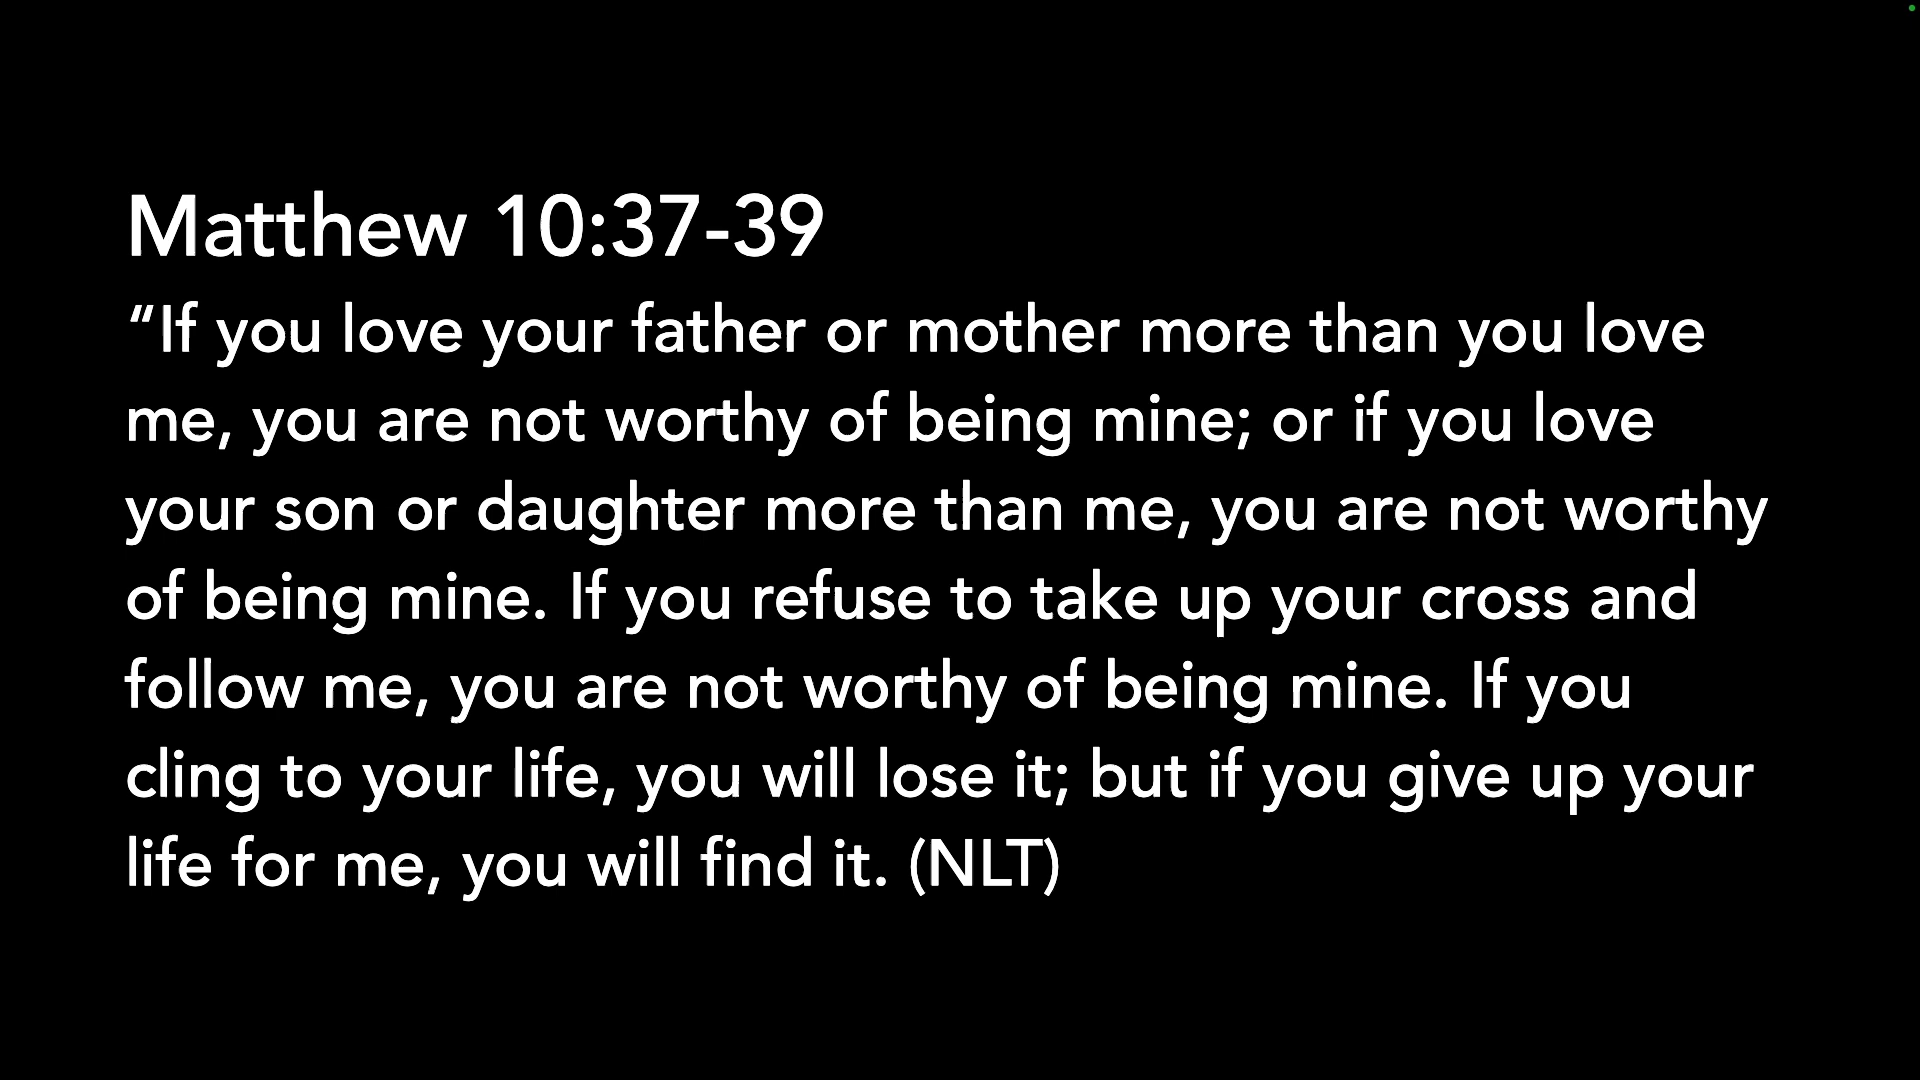 Matthew 10:37-39
“If you love your father or mother more than you love
me, you are not worthy of being mine; or if you love
your son or daughter more than me, you are not worthy
of being mine. If you refuse to take up your cross and
follow me, you are not worthy of being mine. If you
cling to your life, you will lose it; but if you give up your
life for me, you will find it. (NLT)